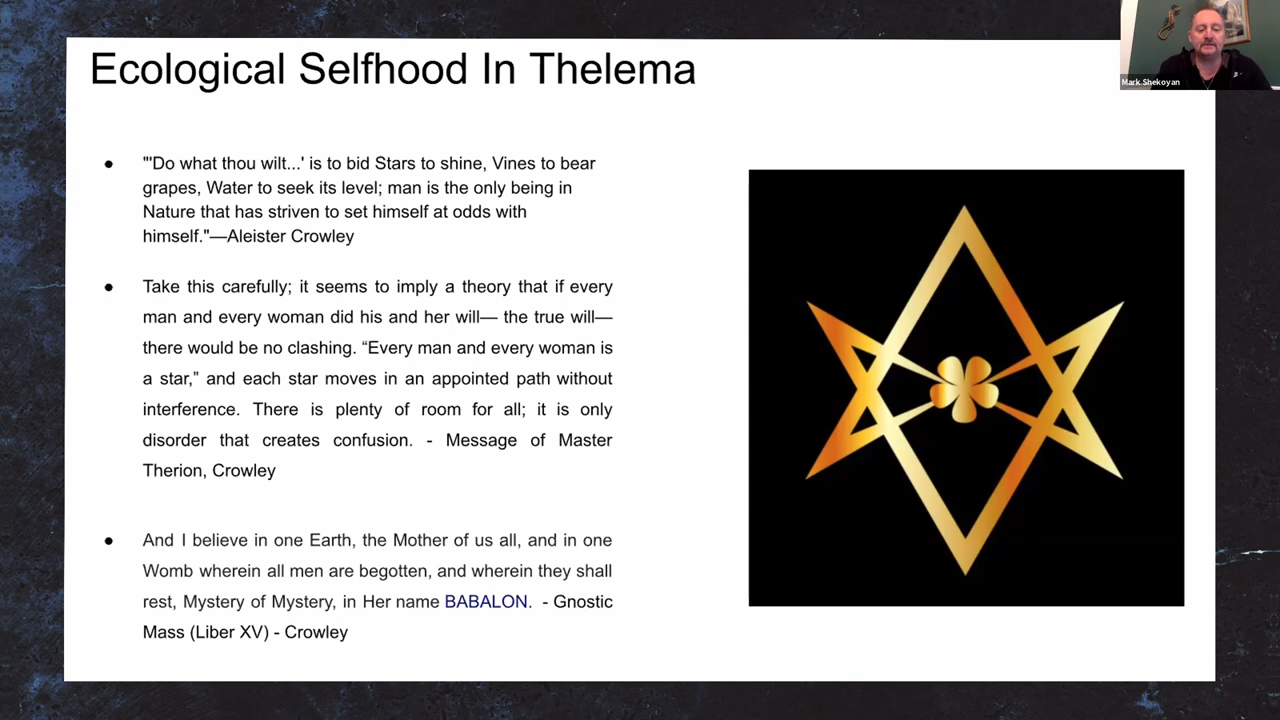 Ecological Selfhood In Thelema
Mark Shekoyan
● "'Do what thou wilt...' is to bid Stars to shine, Vines to bear
grapes, Water to seek its level; man is the only being in
Nature that has striven to set himself at odds with
himself."—Aleister Crowley
● Take this carefully; it seems to imply a theory that if every
man and every woman did his and her will— the true will—
there would be no clashing. “Every man and every woman is
a star,” and each star moves in an appointed path without
interference. There is plenty of room for all; it is only
disorder that creates confusion. - Message of Master
Therion, Crowley
● And I believe in one Earth, the Mother of us all, and in one
Womb wherein all men are begotten, and wherein they shall
rest, Mystery of Mystery, in Her name BABALON. - Gnostic
Mass (Liber XV) - Crowley